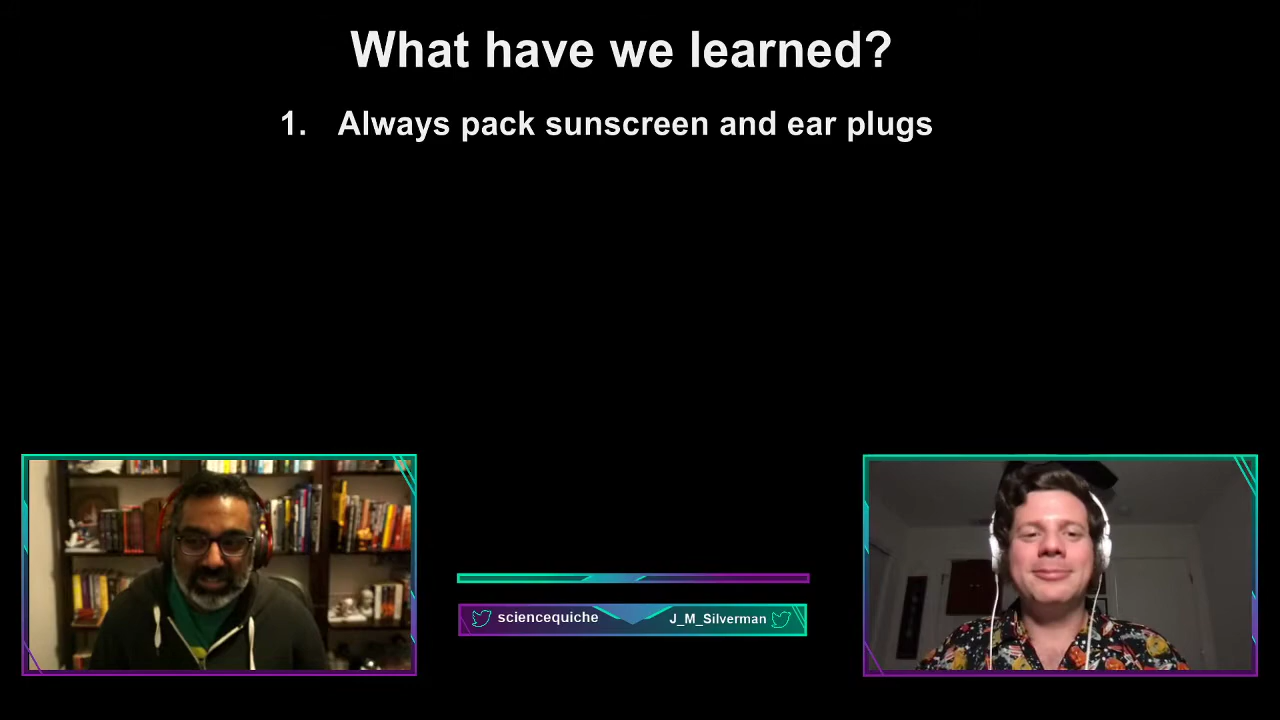 What have we learned?
1. Always pack sunscreen and ear plugs
sciencequiche
J_M_Silverman